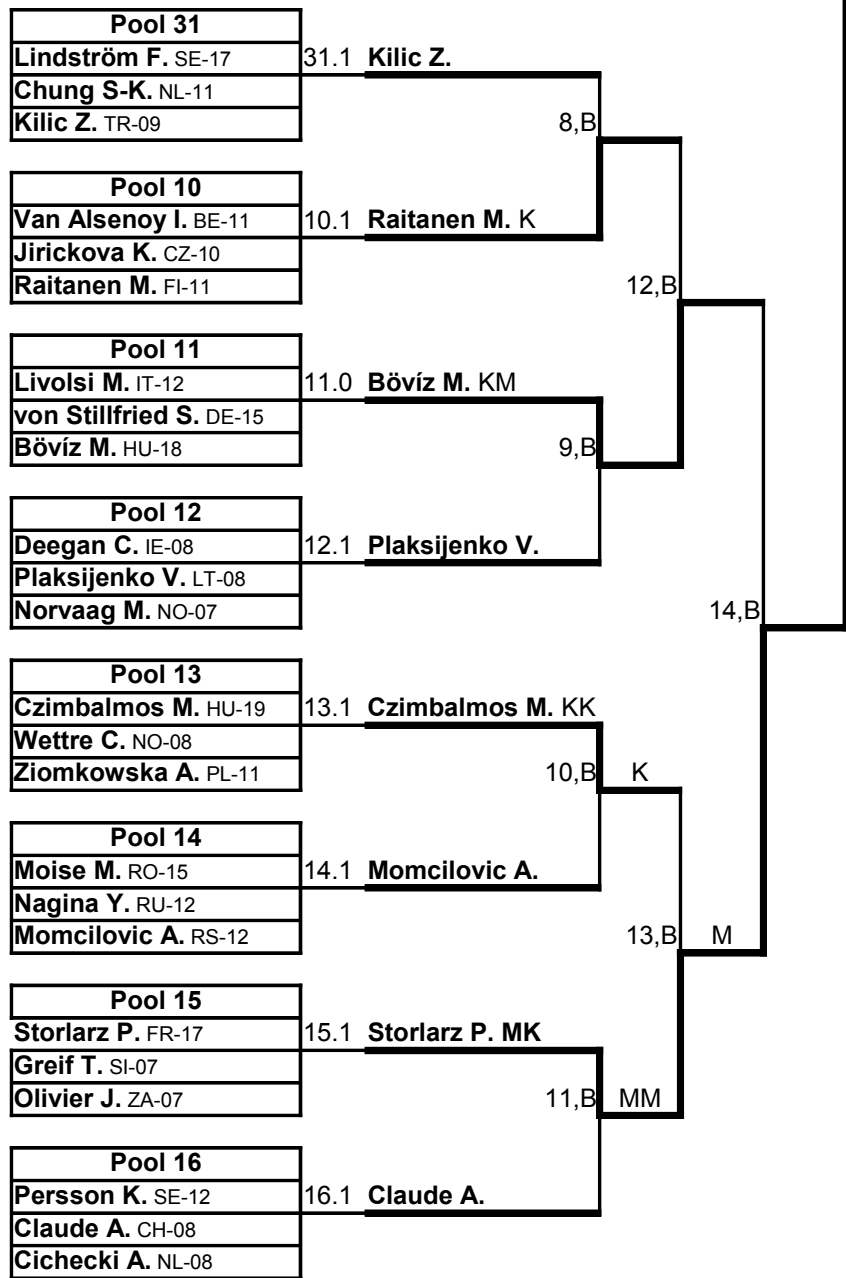 Pool 31
Lindström F. SE-17 31.1 Kilic Z.
Chung S-K. NL-11
Kilic Z. TR-09
8,B
Pool 10
Van Alsenoy I. BE-11 10.1 Raitanen M. K
Jirickova K. CZ-10
Raitanen M. FI-11
12,B
Pool 11
Livolsi M. IT-12 11.0 Bövíz M. KM
von Stillfried S. DE-15
Bövíz M. HU-18
9,B
Pool 12
Deegan C. IE-08 12.1 Plaksijenko V.
Plaksijenko V. LT-08
Norvaag M. NO-07
14,B
Pool 13
Czimbalmos M. HU-19 13.1 Czimbalmos M. KK
Wettre C. NO-08
Ziomkowska A. PL-11
10,B K
Pool 14
Moise M. RO-15 14.1 Momcilovic A.
Nagina Y. RU-12
Momcilovic A. RS-12
13,B M
Pool 15
Storlarz P. FR-17 15.1 Storlarz P. MK
Greif T. SI-07
Olivier J. ZA-07
11,B MM
Pool 16
Persson K. SE-12 16.1 Claude A.
Claude A. CH-08
Cichecki A. NL-08